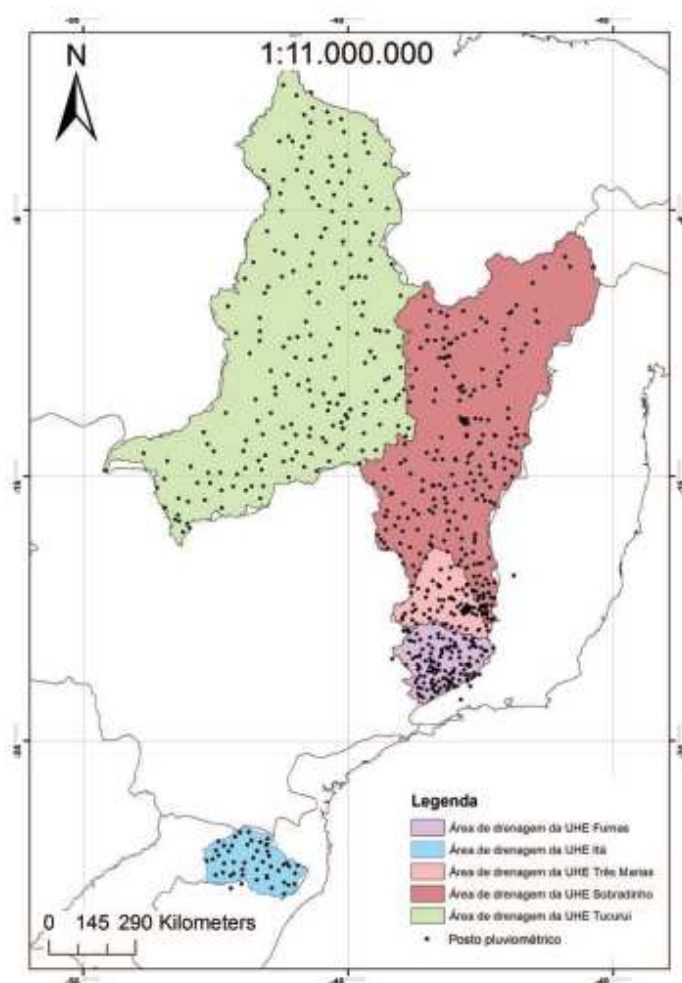 1:11.000.000
N
Legenda
Área de drenagem da UHE Furnas
Área de drenagem da UHE Itá
Área de drenagem da UHE Três Marias
Área de drenagem da UHE Sobradinho
Área de drenagem da UHE Tucuruí
Posto pluviométrico
0 145 290 Kilometers